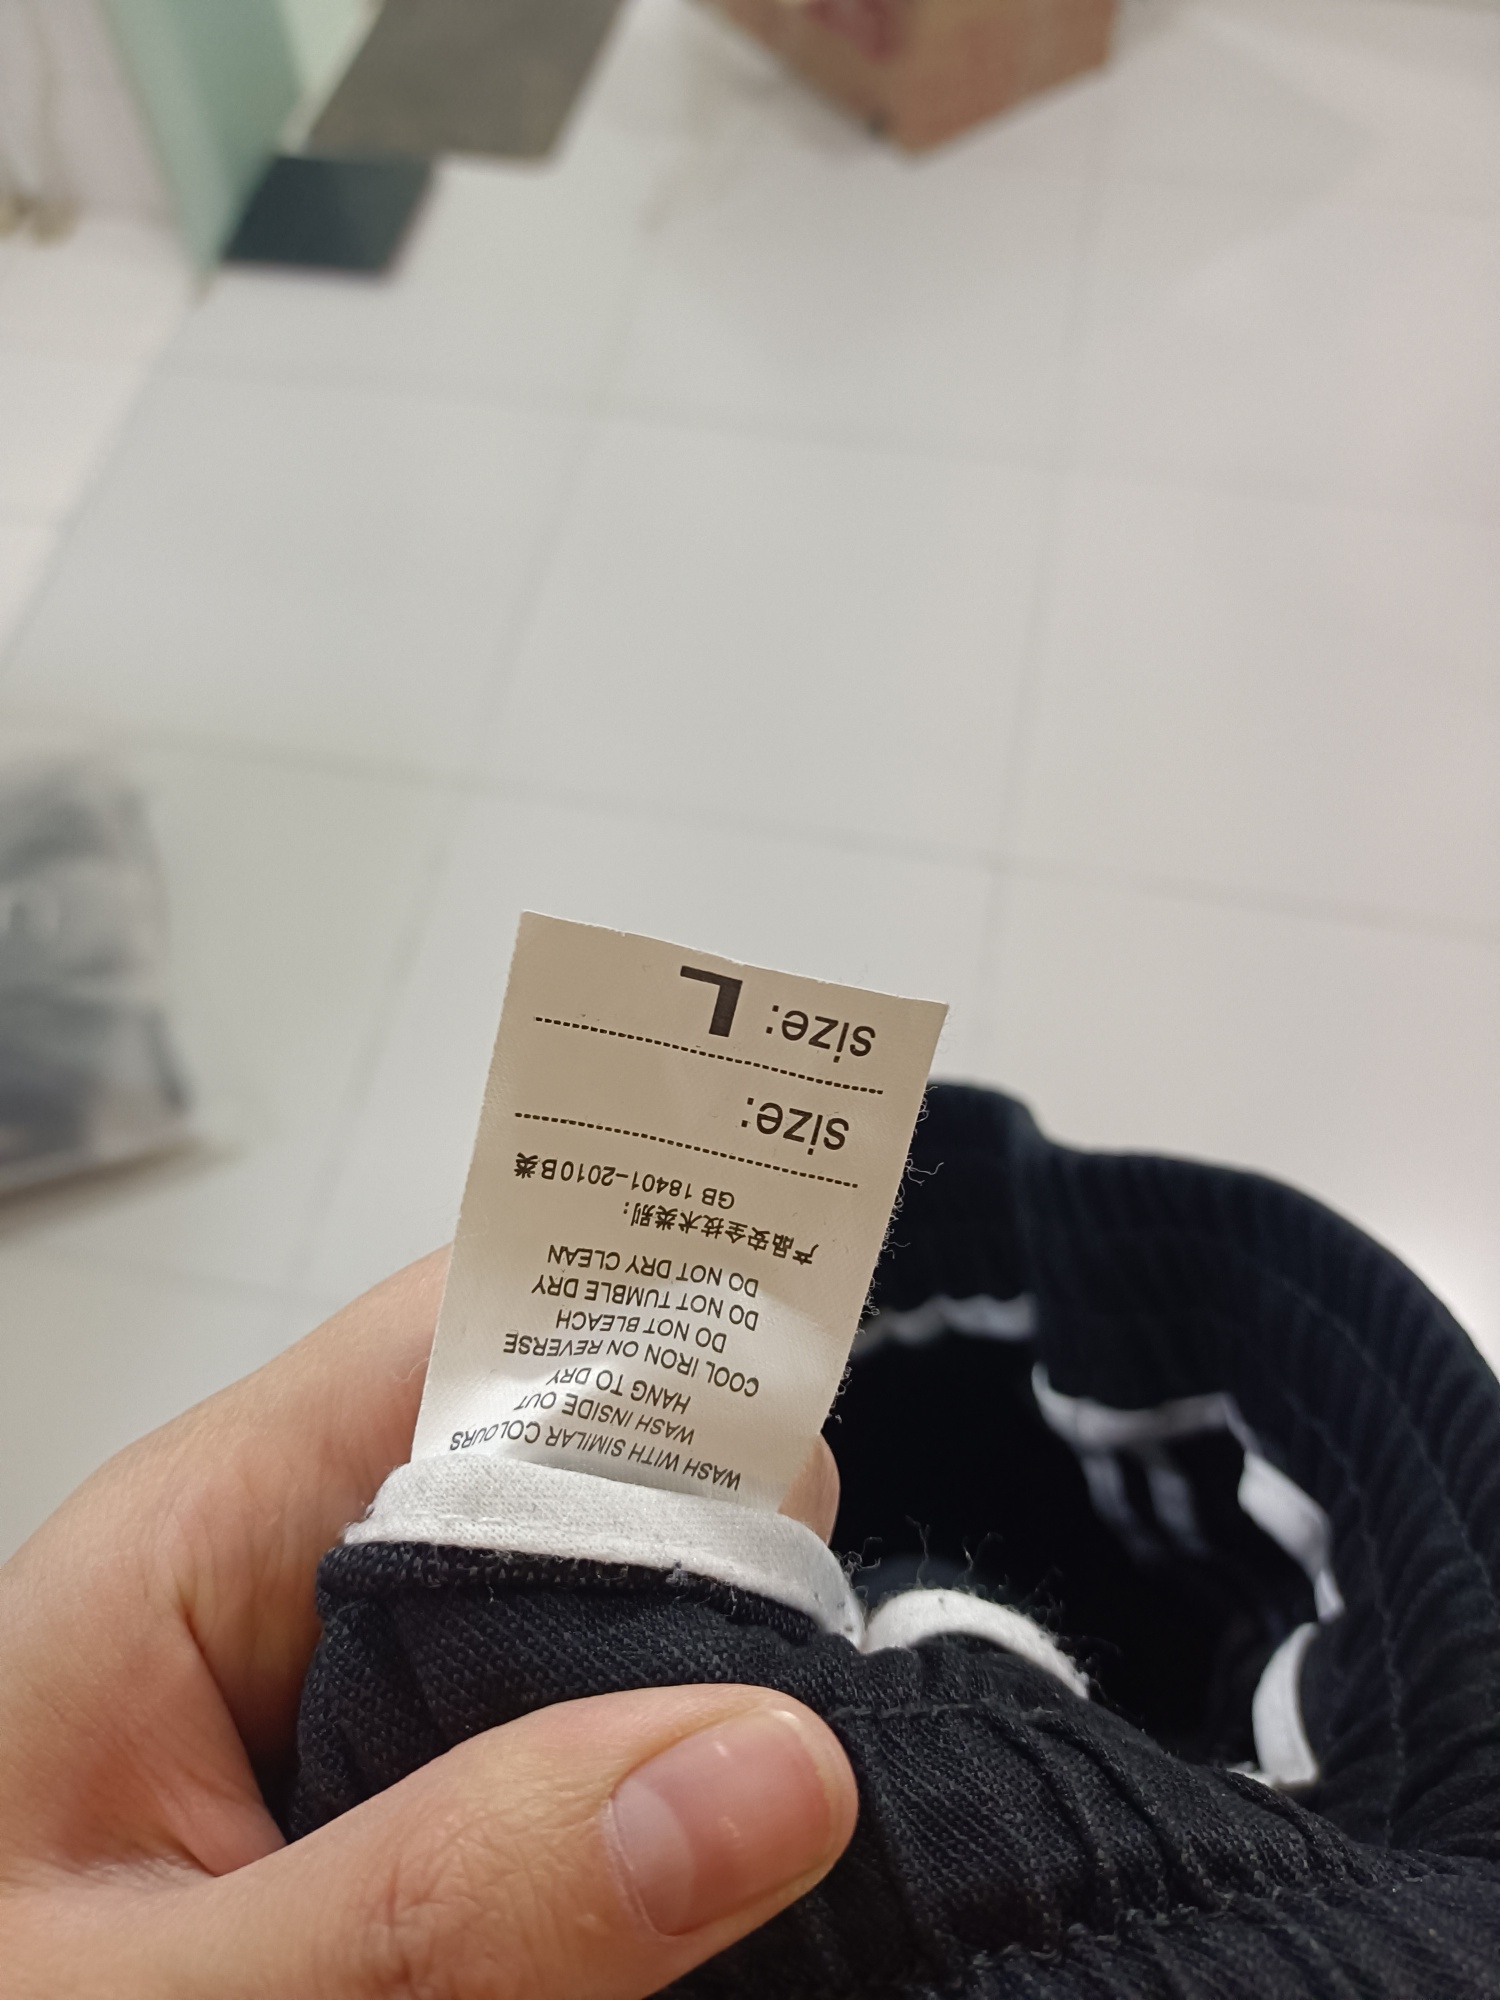 WASH WITH SIMILAR COLOURS
WASH INSIDE OUT
HANG TO DRY
COOL IRON ON REVERSE
DO NOT BLEACH
DO NOT TUMBLE DRY
DO NOT DRY CLEAN
产品安全技术类别:
GB 18401-2010B类
size:
size: L